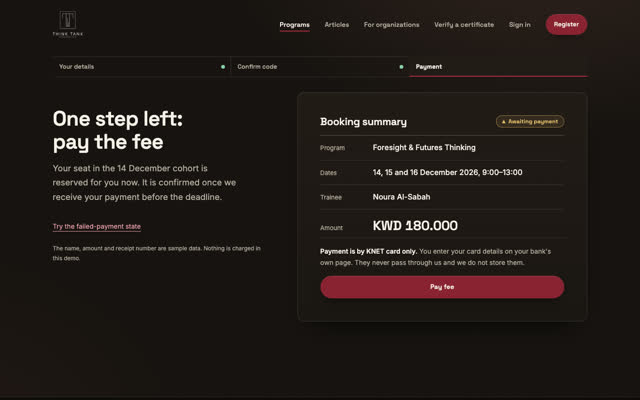 THINK TANK
Programs
Articles
For organizations
Verify a certificate
Sign in
Register
Your details
Confirm code
Payment
One step left:
pay the fee
Your seat in the 14 December cohort is
reserved for you now. It is confirmed once we
receive your payment before the deadline.
Try the failed-payment state
The name, amount and receipt number are sample data. Nothing is charged in
this demo.
Booking summary
Awaiting payment
Program Foresight & Futures Thinking
Dates 14, 15 and 16 December 2026, 9:00–13:00
Trainee Noura Al-Sabah
Amount KWD 180.000
Payment is by KNET card only. You enter your card details on your bank's
own page. They never pass through us and we do not store them.
Pay fee